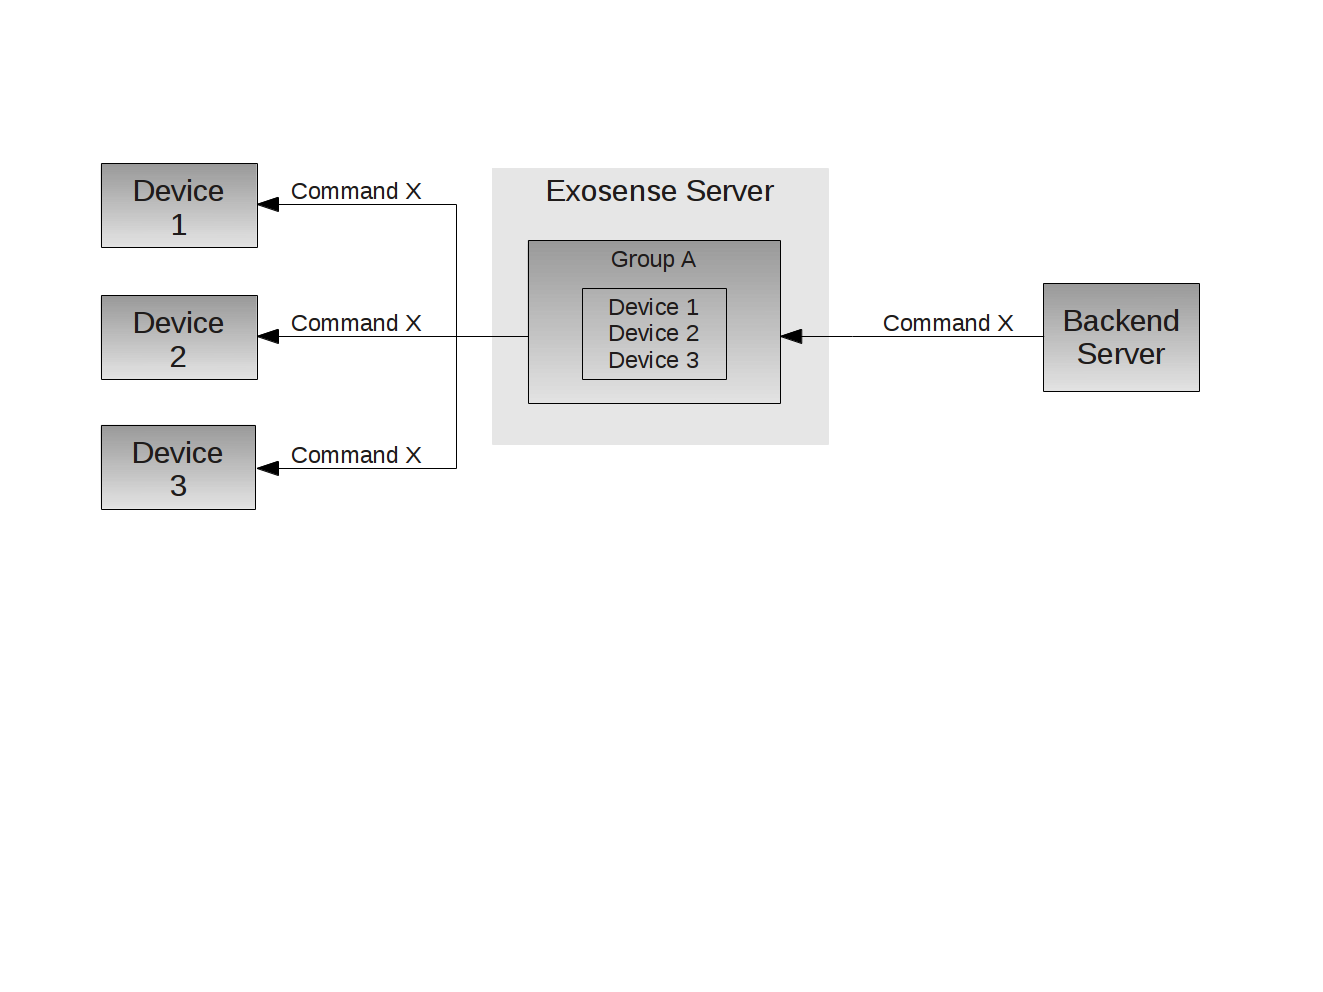 Device
1
Command X
Device
2
Command X
Device
3
Command X
Exosense Server
Group A
Device 1
Device 2
Device 3
Command X
Backend
Server